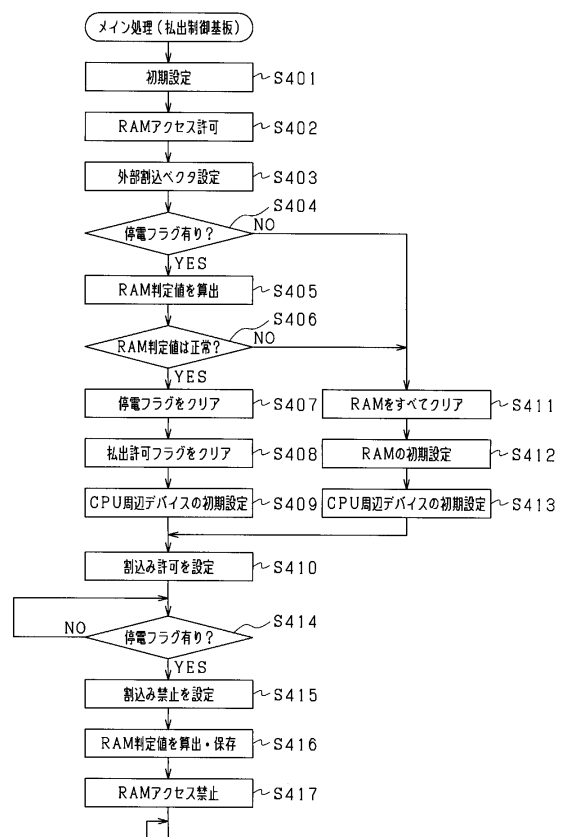 メイン処理(払出制御基板)
初期設定
S401
RAMアクセス許可
S402
外部割込ベクタ設定
S403
停電フラグ有り?
S404
NO
YES
RAM判定値を算出
S405
RAM判定値は正常?
S406
NO
YES
停電フラグをクリア
S407
RAMをすべてクリア
S411
払出許可フラグをクリア
S408
RAMの初期設定
S412
CPU周辺デバイスの初期設定
S409
CPU周辺デバイスの初期設定
S413
割込み許可を設定
S410
停電フラグ有り?
S414
NO
YES
割込み禁止を設定
S415
RAM判定値を算出・保存
S416
RAMアクセス禁止
S417